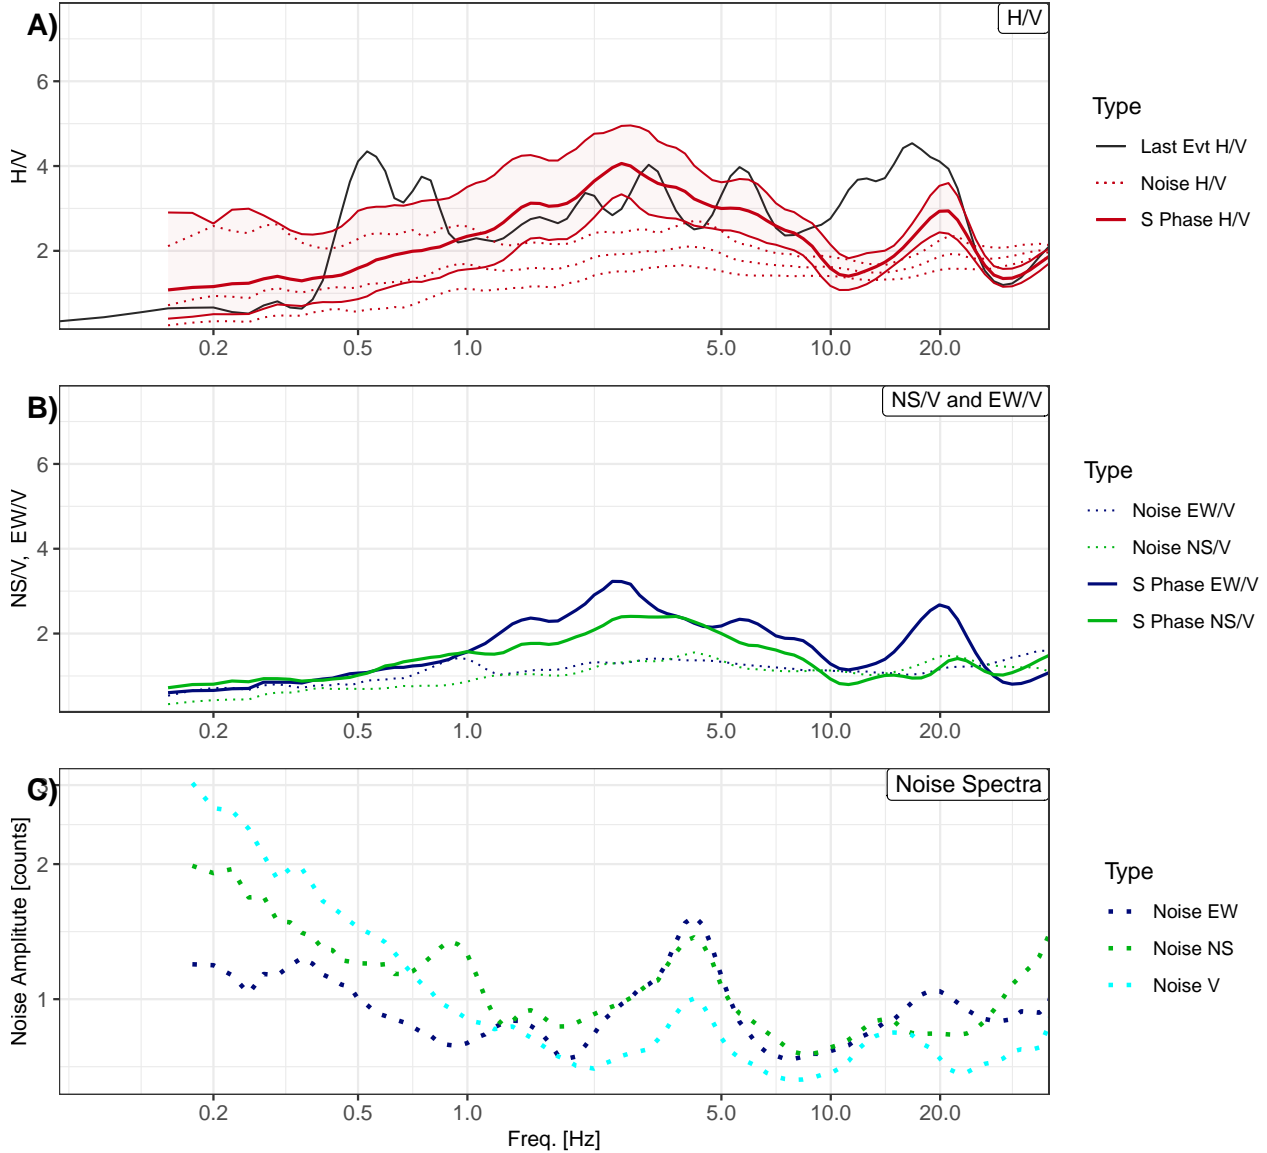 A)
H/V
6
4
2
H/V
0.2 0.5 1.0 5.0 10.0 20.0
Type
Last Evt H/V
Noise H/V
S Phase H/V
B)
NS/V and EW/V
6
4
2
NS/V, EW/V
0.2 0.5 1.0 5.0 10.0 20.0
Type
Noise EW/V
Noise NS/V
S Phase EW/V
S Phase NS/V
C)
Noise Spectra
2
1
Noise Amplitute [counts]
0.2 0.5 1.0 5.0 10.0 20.0
Freq. [Hz]
Type
Noise EW
Noise NS
Noise V